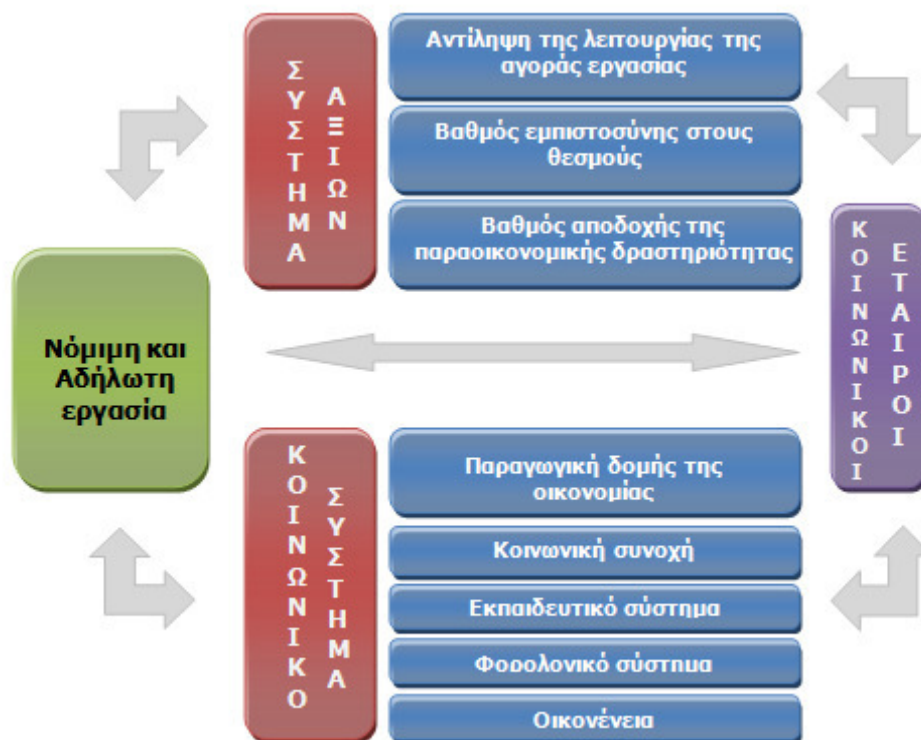 ΣΥΣΤΗΜΑ
ΑΞΙΩΝ
Αντίληψη της λειτουργίας της
αγοράς εργασίας
Βαθμός εμπιστοσύνης στους
θεσμούς
Βαθμός αποδοχής της
παραοικονομικής δραστηριότητας
Νόμιμη και
Αδήλωτη
εργασία
ΚΟΙΝΩΝΙΚΟΙ
ΕΤΑΙΡΟΙ
ΚΟΙΝΩΝΙΚΟ
ΣΥΣΤΗΜΑ
Παραγωγική δομής της
οικονομίας
Κοινωνική συνοχή
Εκπαιδευτικό σύστημα
Φορολογικό σύστημα
Οικογένεια